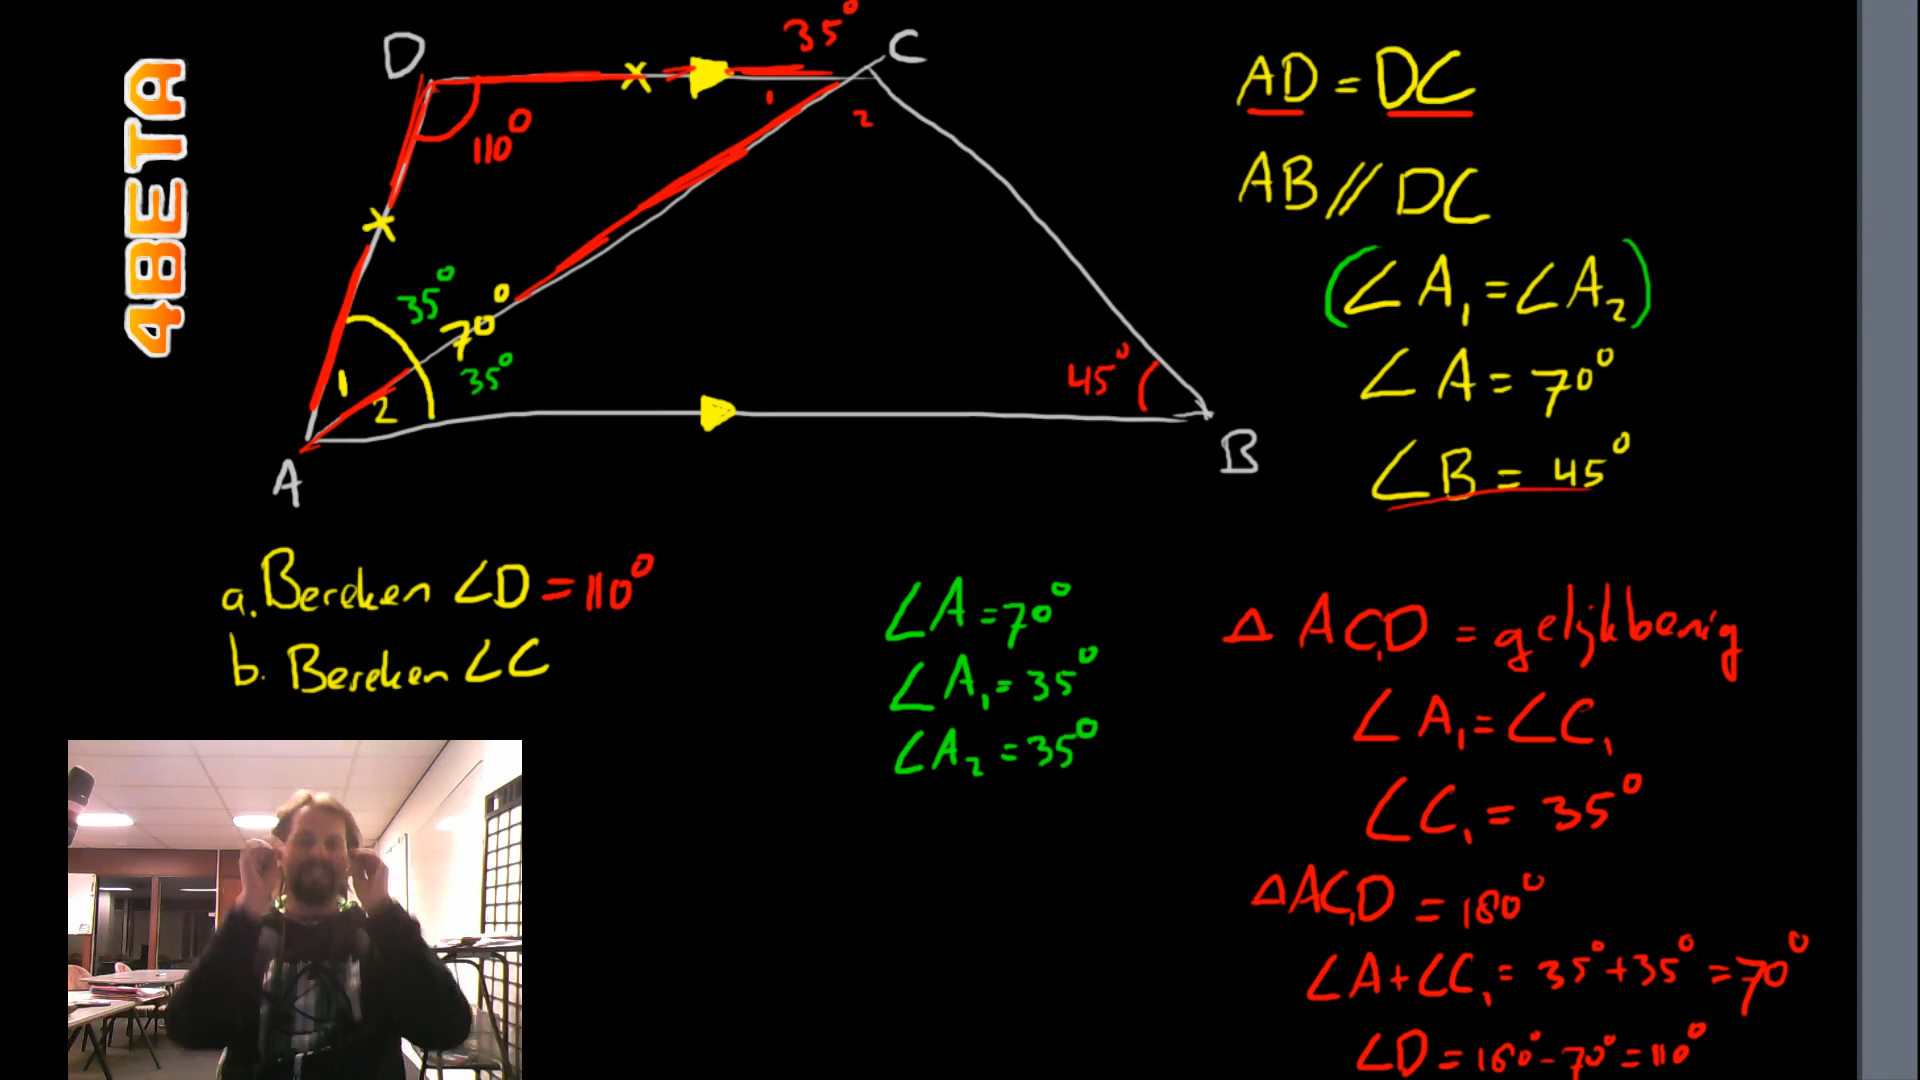 4BETA
D
35°
C
x
1
2
110°
x
35°
70°
35°
1
2
45°
A
B
AD = DC
AB // DC
(∠A₁ = ∠A₂)
∠A = 70°
∠B = 45°
a. Bereken ∠D = 110°
b. Bereken ∠C
∠A = 70°
∠A₁ = 35°
∠A₂ = 35°
△ AC₁D = gelijkbenig
∠A₁ = ∠C₁
∠C₁ = 35°
△AC₁D = 180°
∠A + ∠C₁ = 35° + 35° = 70°
∠D = 180° - 70° = 110°